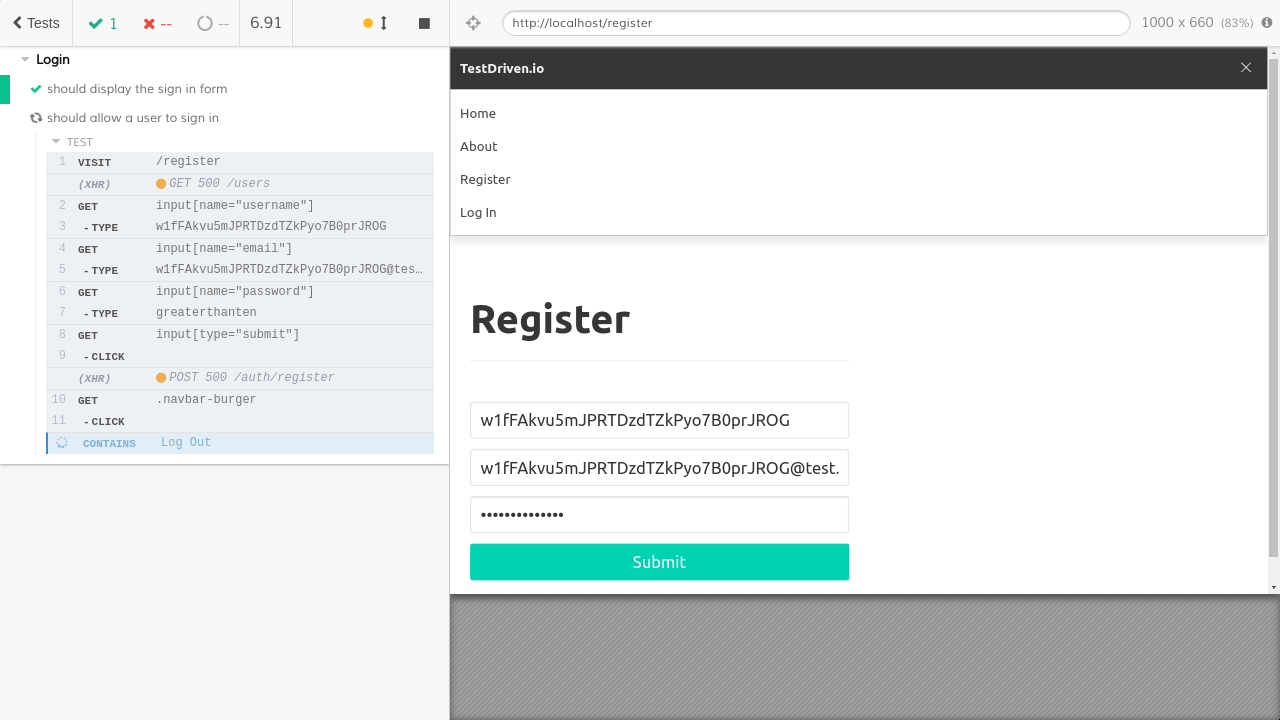 Tests
1
--
--
6.91
http://localhost/register
1000 x 660 (83%)
Login
should display the sign in form
should allow a user to sign in
TEST
1 VISIT /register
(XHR) GET 500 /users
2 GET input[name="username"]
3 -TYPE w1fFAkvu5mJPRTDzdTZkPyo7B0prJROG
4 GET input[name="email"]
5 -TYPE w1fFAkvu5mJPRTDzdTZkPyo7B0prJROG@tes…
6 GET input[name="password"]
7 -TYPE greaterthanten
8 GET input[type="submit"]
9 -CLICK
(XHR) POST 500 /auth/register
10 GET .navbar-burger
11 -CLICK
CONTAINS Log Out
TestDriven.io
Home
About
Register
Log In
Register
w1fFAkvu5mJPRTDzdTZkPyo7B0prJROG
w1fFAkvu5mJPRTDzdTZkPyo7B0prJROG@test.
••••••••••••••
Submit